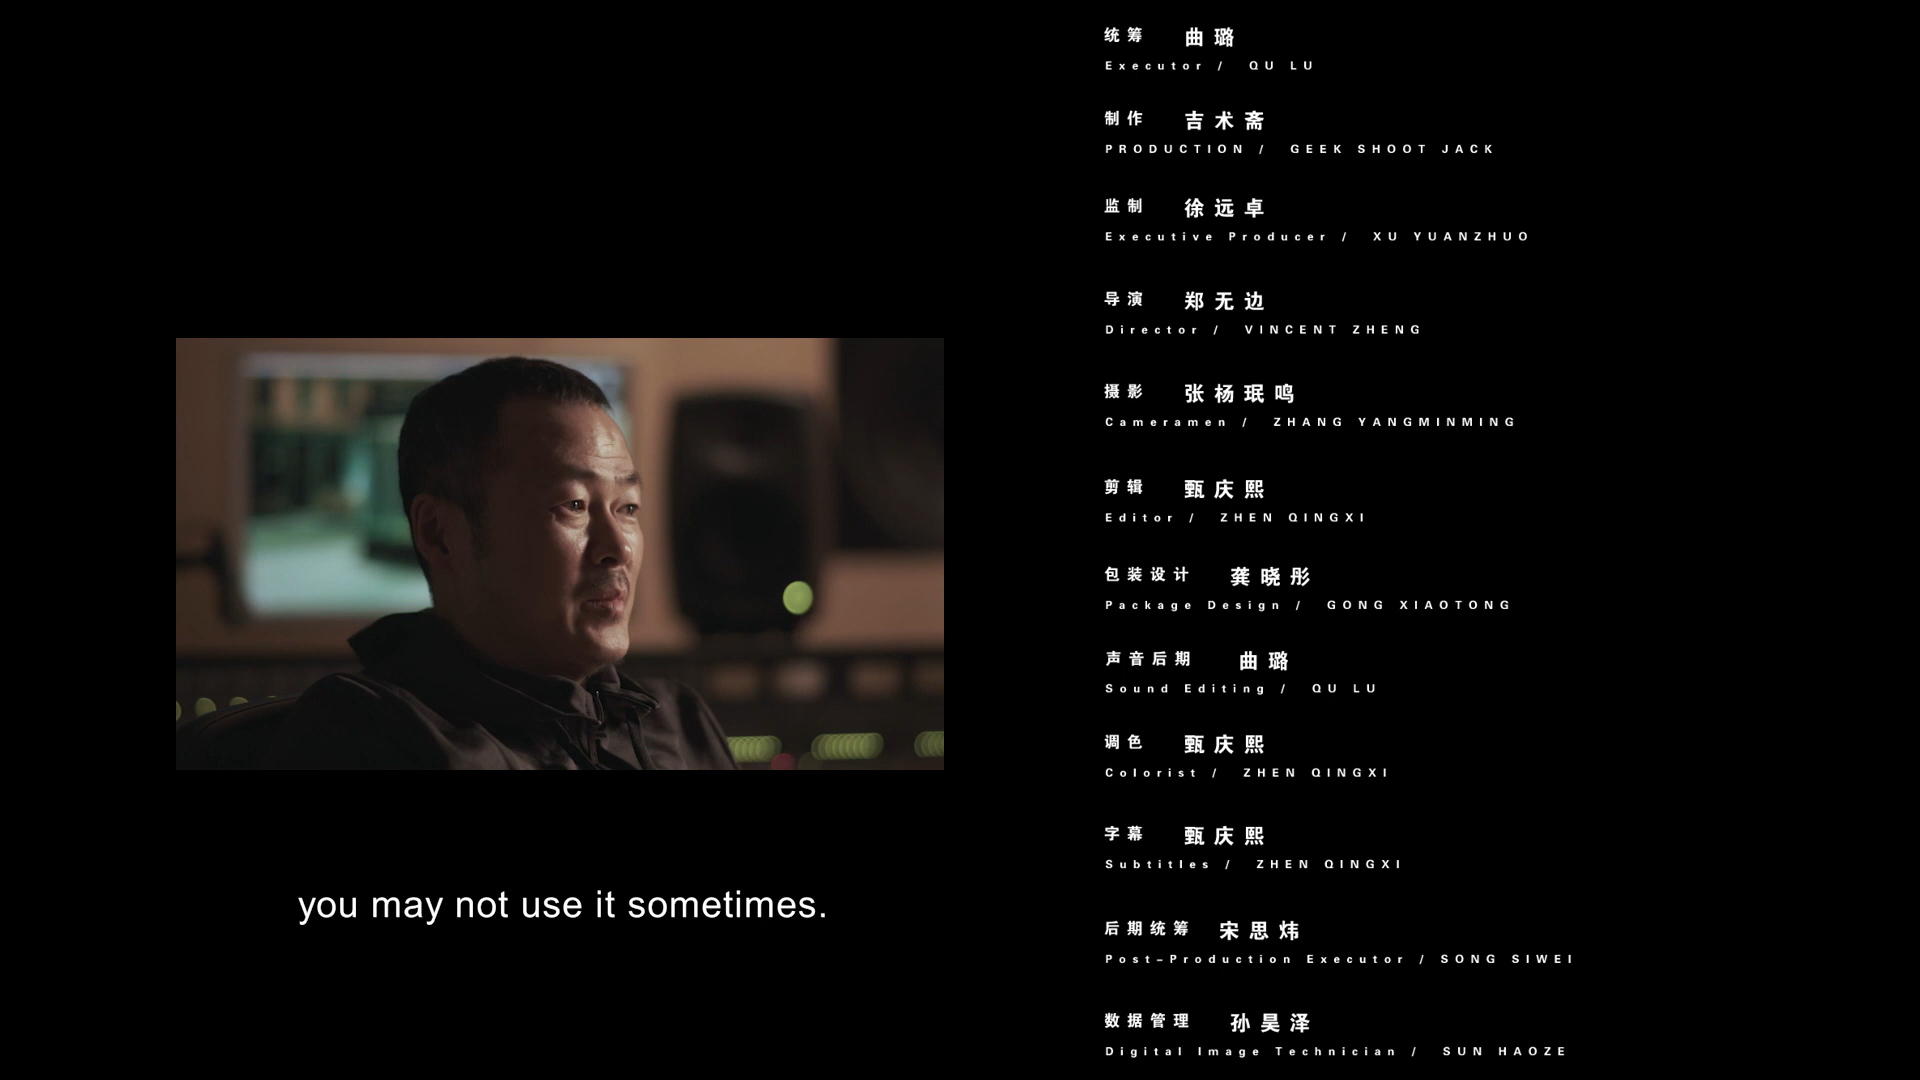 统筹 曲璐
Executor / QU LU
制作 吉术斋
PRODUCTION / GEEK SHOOT JACK
监制 徐远卓
Executive Producer / XU YUANZHUO
导演 郑无边
Director / VINCENT ZHENG
摄影 张杨珉鸣
Cameramen / ZHANG YANGMINMING
剪辑 甄庆熙
Editor / ZHEN QINGXI
包装设计 龚晓彤
Package Design / GONG XIAOTONG
声音后期 曲璐
Sound Editing / QU LU
调色 甄庆熙
Colorist / ZHEN QINGXI
字幕 甄庆熙
Subtitles / ZHEN QINGXI
后期统筹 宋思炜
Post-Production Executor / SONG SIWEI
数据管理 孙昊泽
Digital Image Technician / SUN HAOZE
you may not use it sometimes.